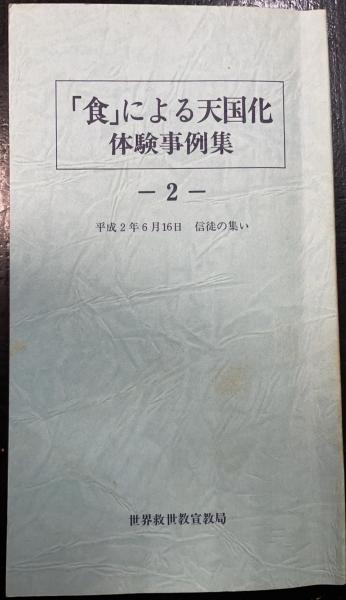 「食」による天国化
体験事例集
－2－
平成２年６月16日　信徒の集い
世界救世教宣教局